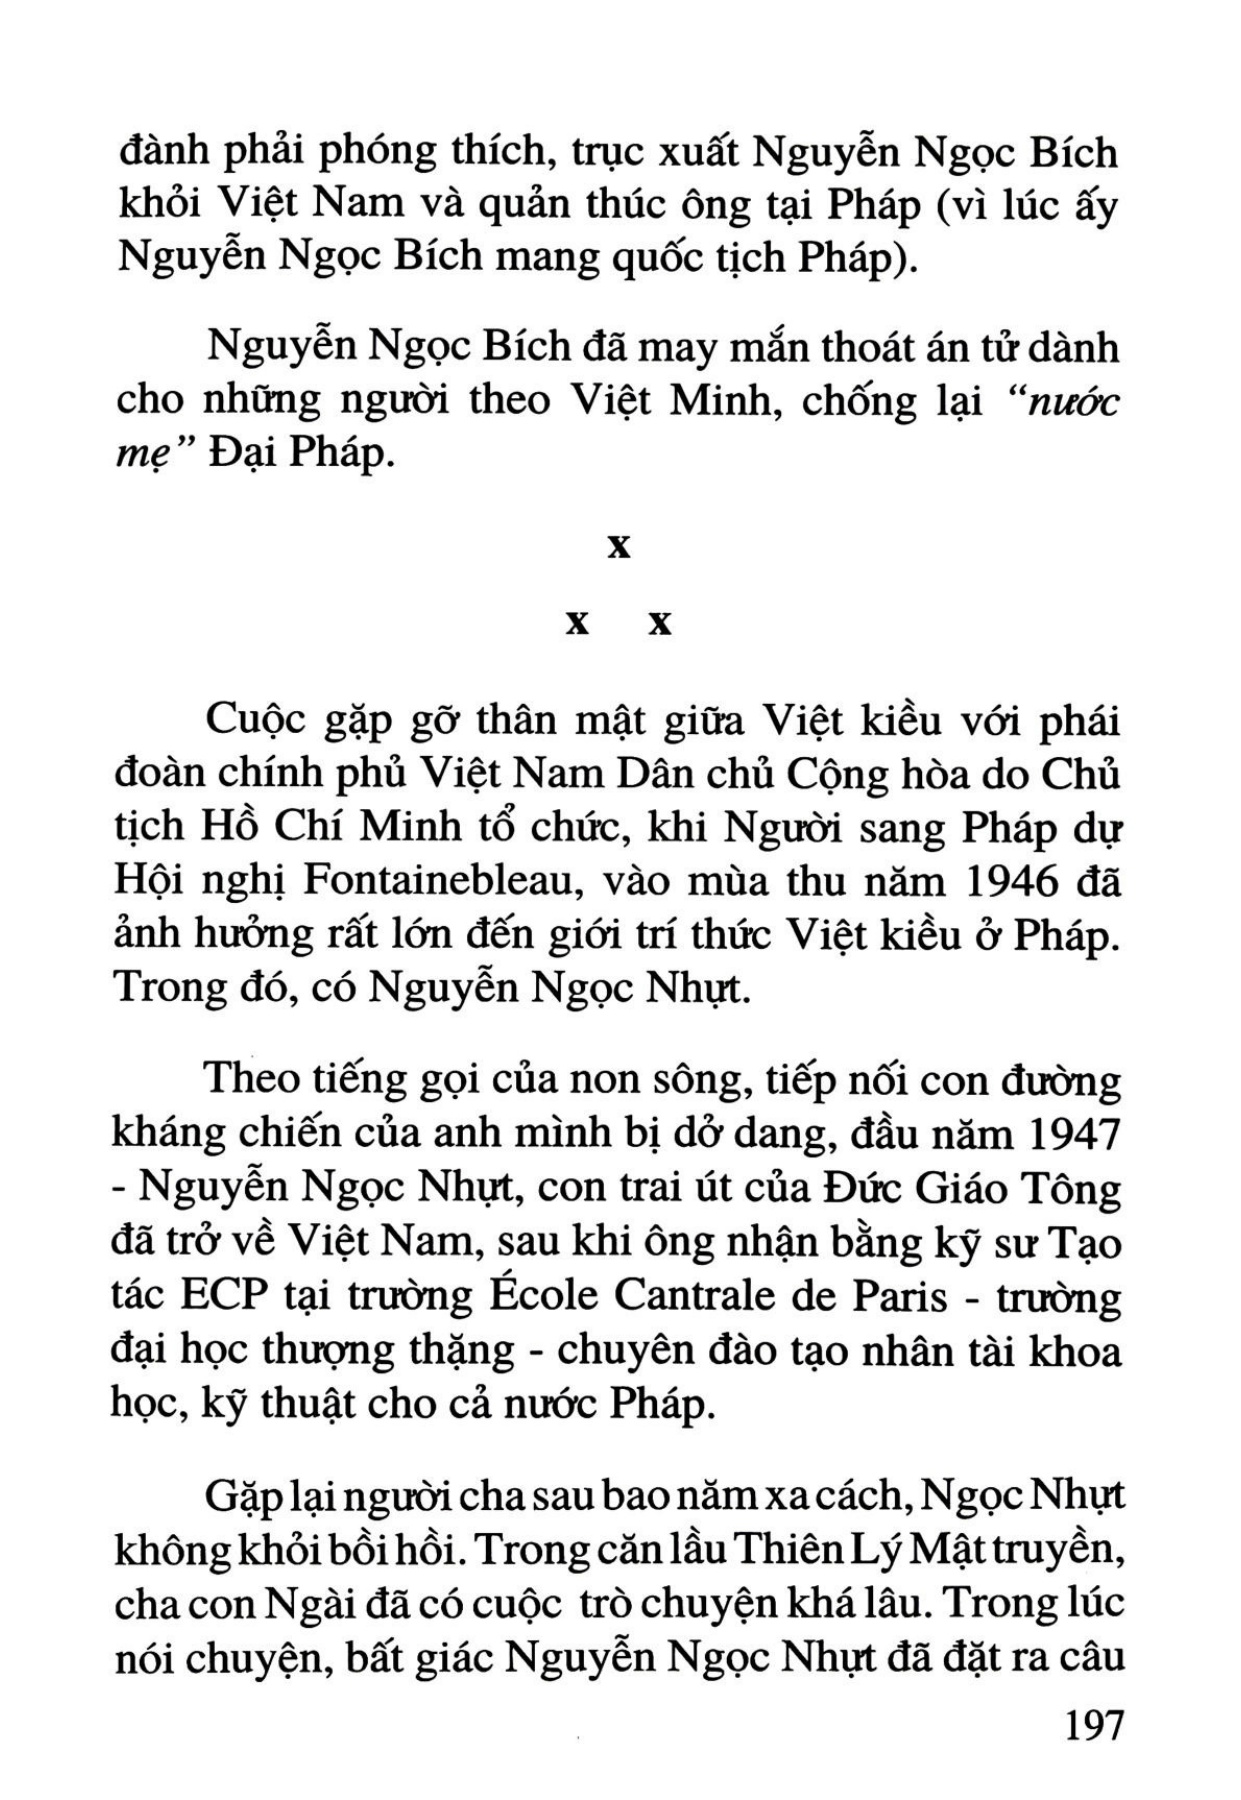 đành phải phóng thích, trục xuất Nguyễn Ngọc Bích
khỏi Việt Nam và quản thúc ông tại Pháp (vì lúc ấy
Nguyễn Ngọc Bích mang quốc tịch Pháp).
Nguyễn Ngọc Bích đã may mắn thoát án tử dành
cho những người theo Việt Minh, chống lại “nước
mẹ” Đại Pháp.
x
x x
Cuộc gặp gỡ thân mật giữa Việt kiều với phái
đoàn chính phủ Việt Nam Dân chủ Cộng hòa do Chủ
tịch Hồ Chí Minh tổ chức, khi Người sang Pháp dự
Hội nghị Fontainebleau, vào mùa thu năm 1946 đã
ảnh hưởng rất lớn đến giới trí thức Việt kiều ở Pháp.
Trong đó, có Nguyễn Ngọc Nhựt.
Theo tiếng gọi của non sông, tiếp nối con đường
kháng chiến của anh mình bị dở dang, đầu năm 1947
- Nguyễn Ngọc Nhựt, con trai út của Đức Giáo Tông
đã trở về Việt Nam, sau khi ông nhận bằng kỹ sư Tạo
tác ECP tại trường École Cantrale de Paris - trường
đại học thượng thặng - chuyên đào tạo nhân tài khoa
học, kỹ thuật cho cả nước Pháp.
Gặp lại người cha sau bao năm xa cách, Ngọc Nhựt
không khỏi bồi hồi. Trong căn lầu Thiên Lý Mật truyền,
cha con Ngài đã có cuộc trò chuyện khá lâu. Trong lúc
nói chuyện, bất giác Nguyễn Ngọc Nhựt đã đặt ra câu
197